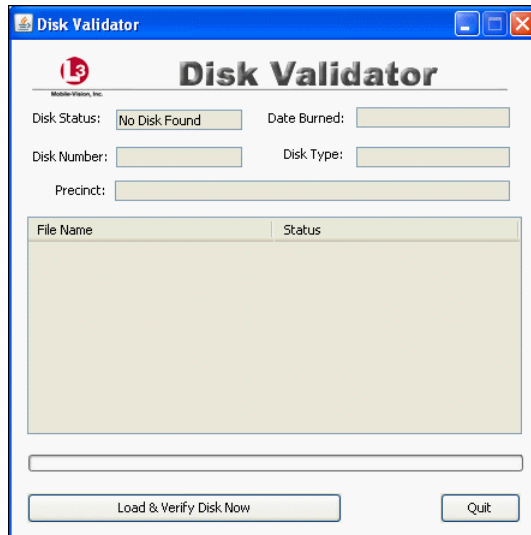 Disk Validator
L3
Mobile-Vision, Inc.
Disk Validator
Disk Status: No Disk Found Date Burned:
Disk Number: Disk Type:
Precinct:
File Name Status
Load & Verify Disk Now Quit